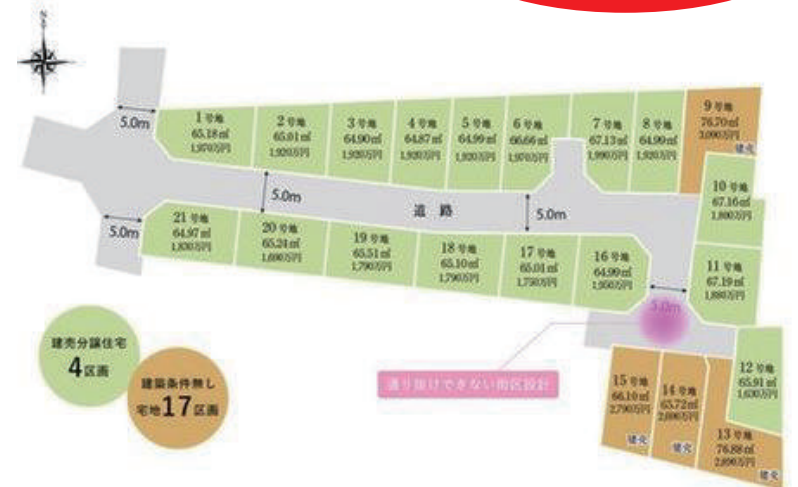 5.0m
1号地
65.18㎡
1,970万円
2号地
65.01㎡
1,920万円
3号地
64.90㎡
1,920万円
4号地
64.87㎡
1,920万円
5号地
64.99㎡
1,920万円
6号地
66.66㎡
1,970万円
7号地
67.13㎡
1,990万円
8号地
64.99㎡
1,920万円
9号地
76.70㎡
3,090万円
建売
10号地
67.16㎡
1,880万円
5.0m
道路
5.0m
5.0m
21号地
64.97㎡
1,830万円
20号地
65.24㎡
1,690万円
19号地
65.51㎡
1,790万円
18号地
65.10㎡
1,790万円
17号地
65.01㎡
1,750万円
16号地
64.99㎡
1,950万円
11号地
67.19㎡
1,880万円
5.0m
建売分譲住宅
4区画
建築条件無し
宅地17区画
通り抜けできない街区設計
15号地
66.10㎡
2,790万円
建売
14号地
65.72㎡
建売
12号地
65.91㎡
1,630万円
13号地
76.88㎡
2,890万円
建売